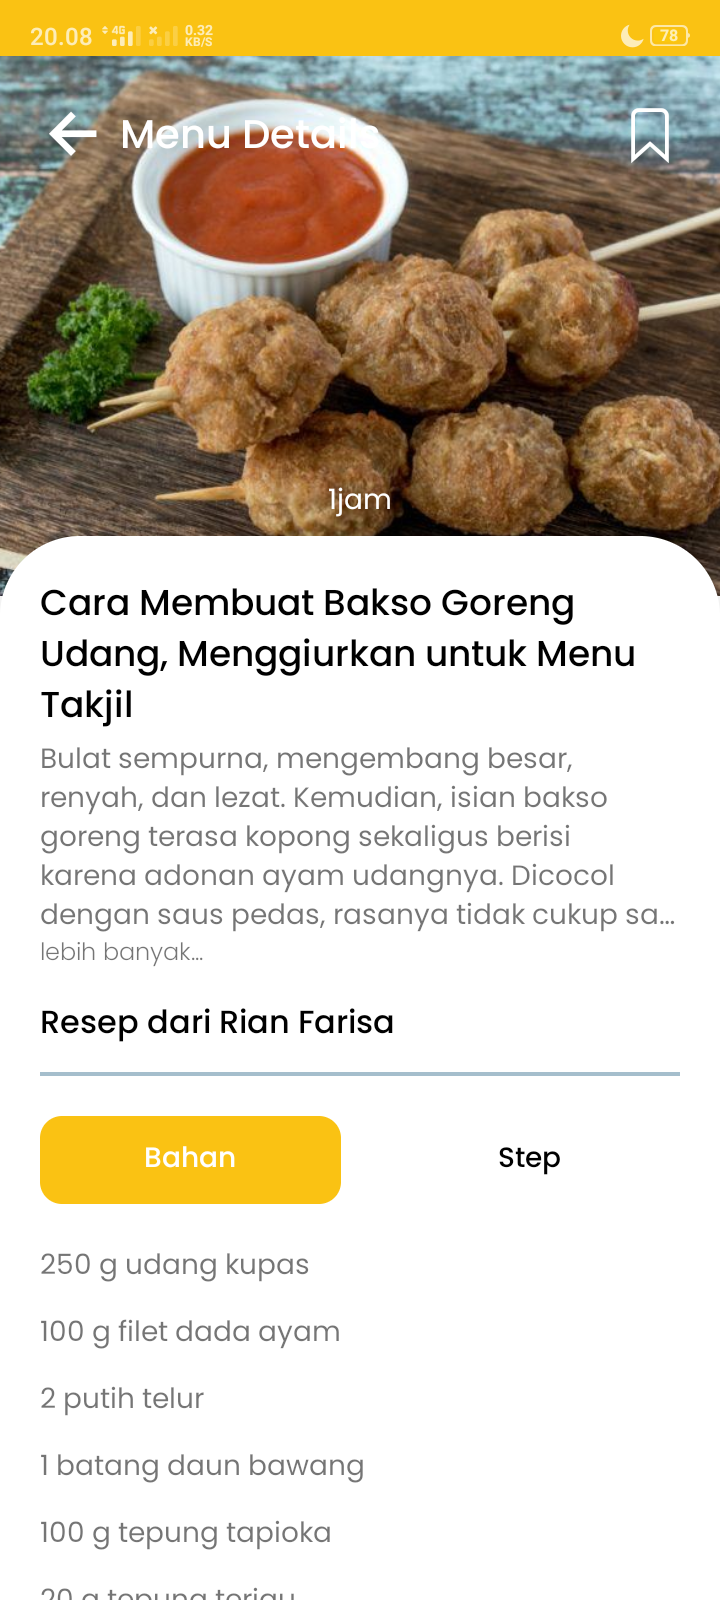 20.08 4G 0.32 KB/S 78
Menu Details
1jam
Cara Membuat Bakso Goreng
Udang, Menggiurkan untuk Menu
Takjil
Bulat sempurna, mengembang besar,
renyah, dan lezat. Kemudian, isian bakso
goreng terasa kopong sekaligus berisi
karena adonan ayam udangnya. Dicocol
dengan saus pedas, rasanya tidak cukup sa...
lebih banyak...
Resep dari Rian Farisa
Bahan Step
250 g udang kupas
100 g filet dada ayam
2 putih telur
1 batang daun bawang
100 g tepung tapioka
20 g tepung terigu